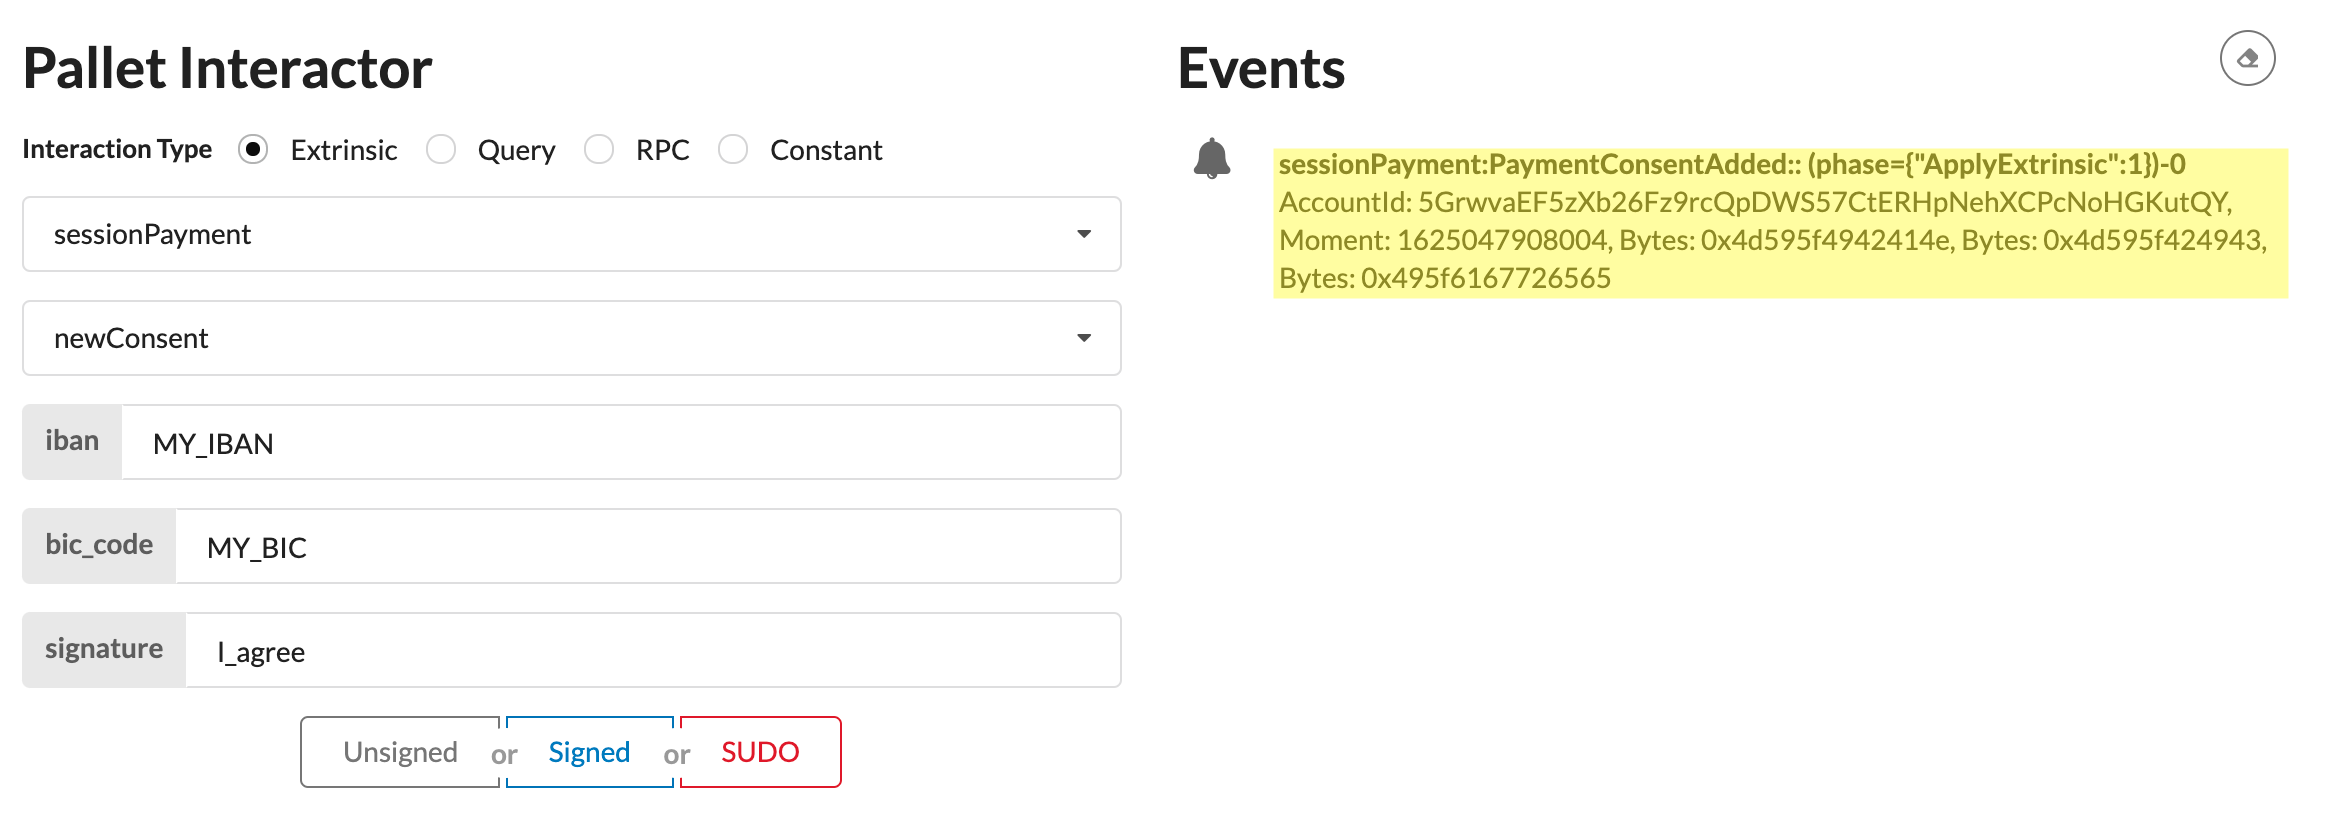 Pallet Interactor
Interaction Type Extrinsic Query RPC Constant
sessionPayment
newConsent
iban MY_IBAN
bic_code MY_BIC
signature I_agree
Unsigned or Signed or SUDO
Events
sessionPayment:PaymentConsentAdded:: (phase={"ApplyExtrinsic":1})-0
AccountId: 5GrwvaEF5zXb26Fz9rcQpDWS57CtERHpNehXCPcNoHGKutQY,
Moment: 1625047908004, Bytes: 0x4d595f4942414e, Bytes: 0x4d595f424943,
Bytes: 0x495f6167726565